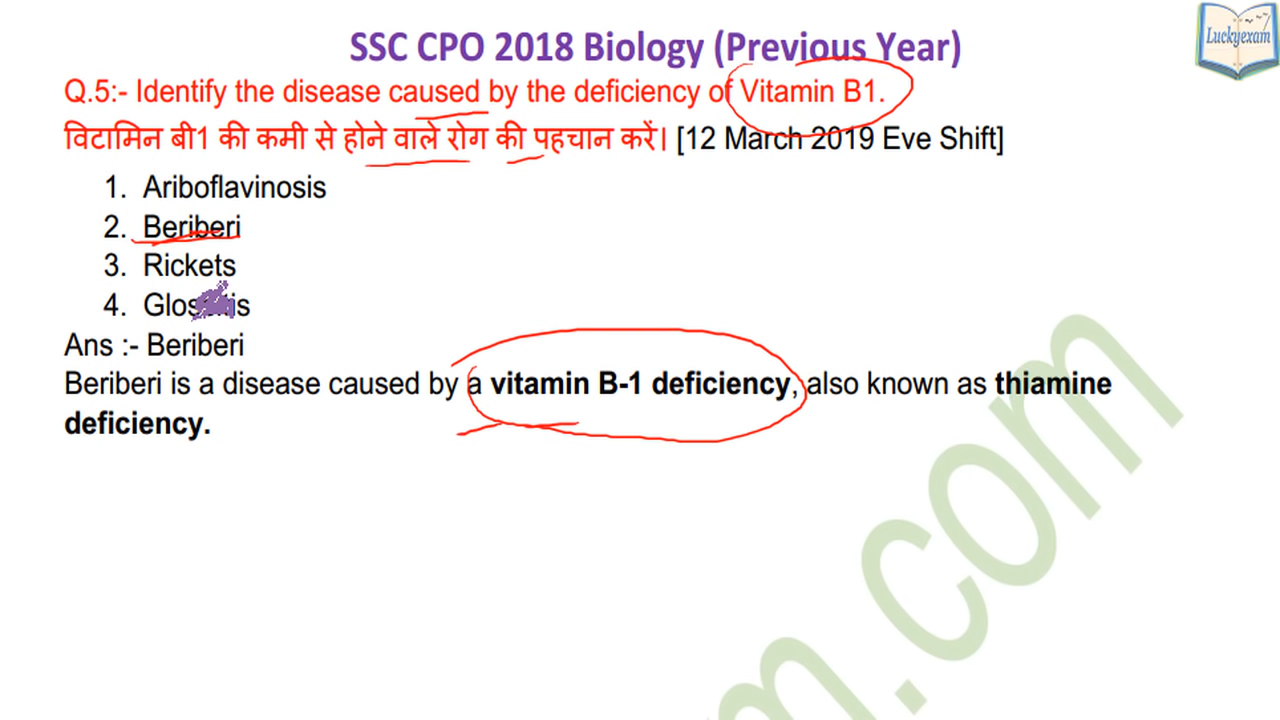 SSC CPO 2018 Biology (Previous Year)
Luckyexam
Q.5:- Identify the disease caused by the deficiency of Vitamin B1.
विटामिन बी1 की कमी से होने वाले रोग की पहचान करें। [12 March 2019 Eve Shift]
1. Ariboflavinosis
2. Beriberi
3. Rickets
4. Glossitis
Ans :- Beriberi
Beriberi is a disease caused by a vitamin B-1 deficiency, also known as thiamine
deficiency.
m.com